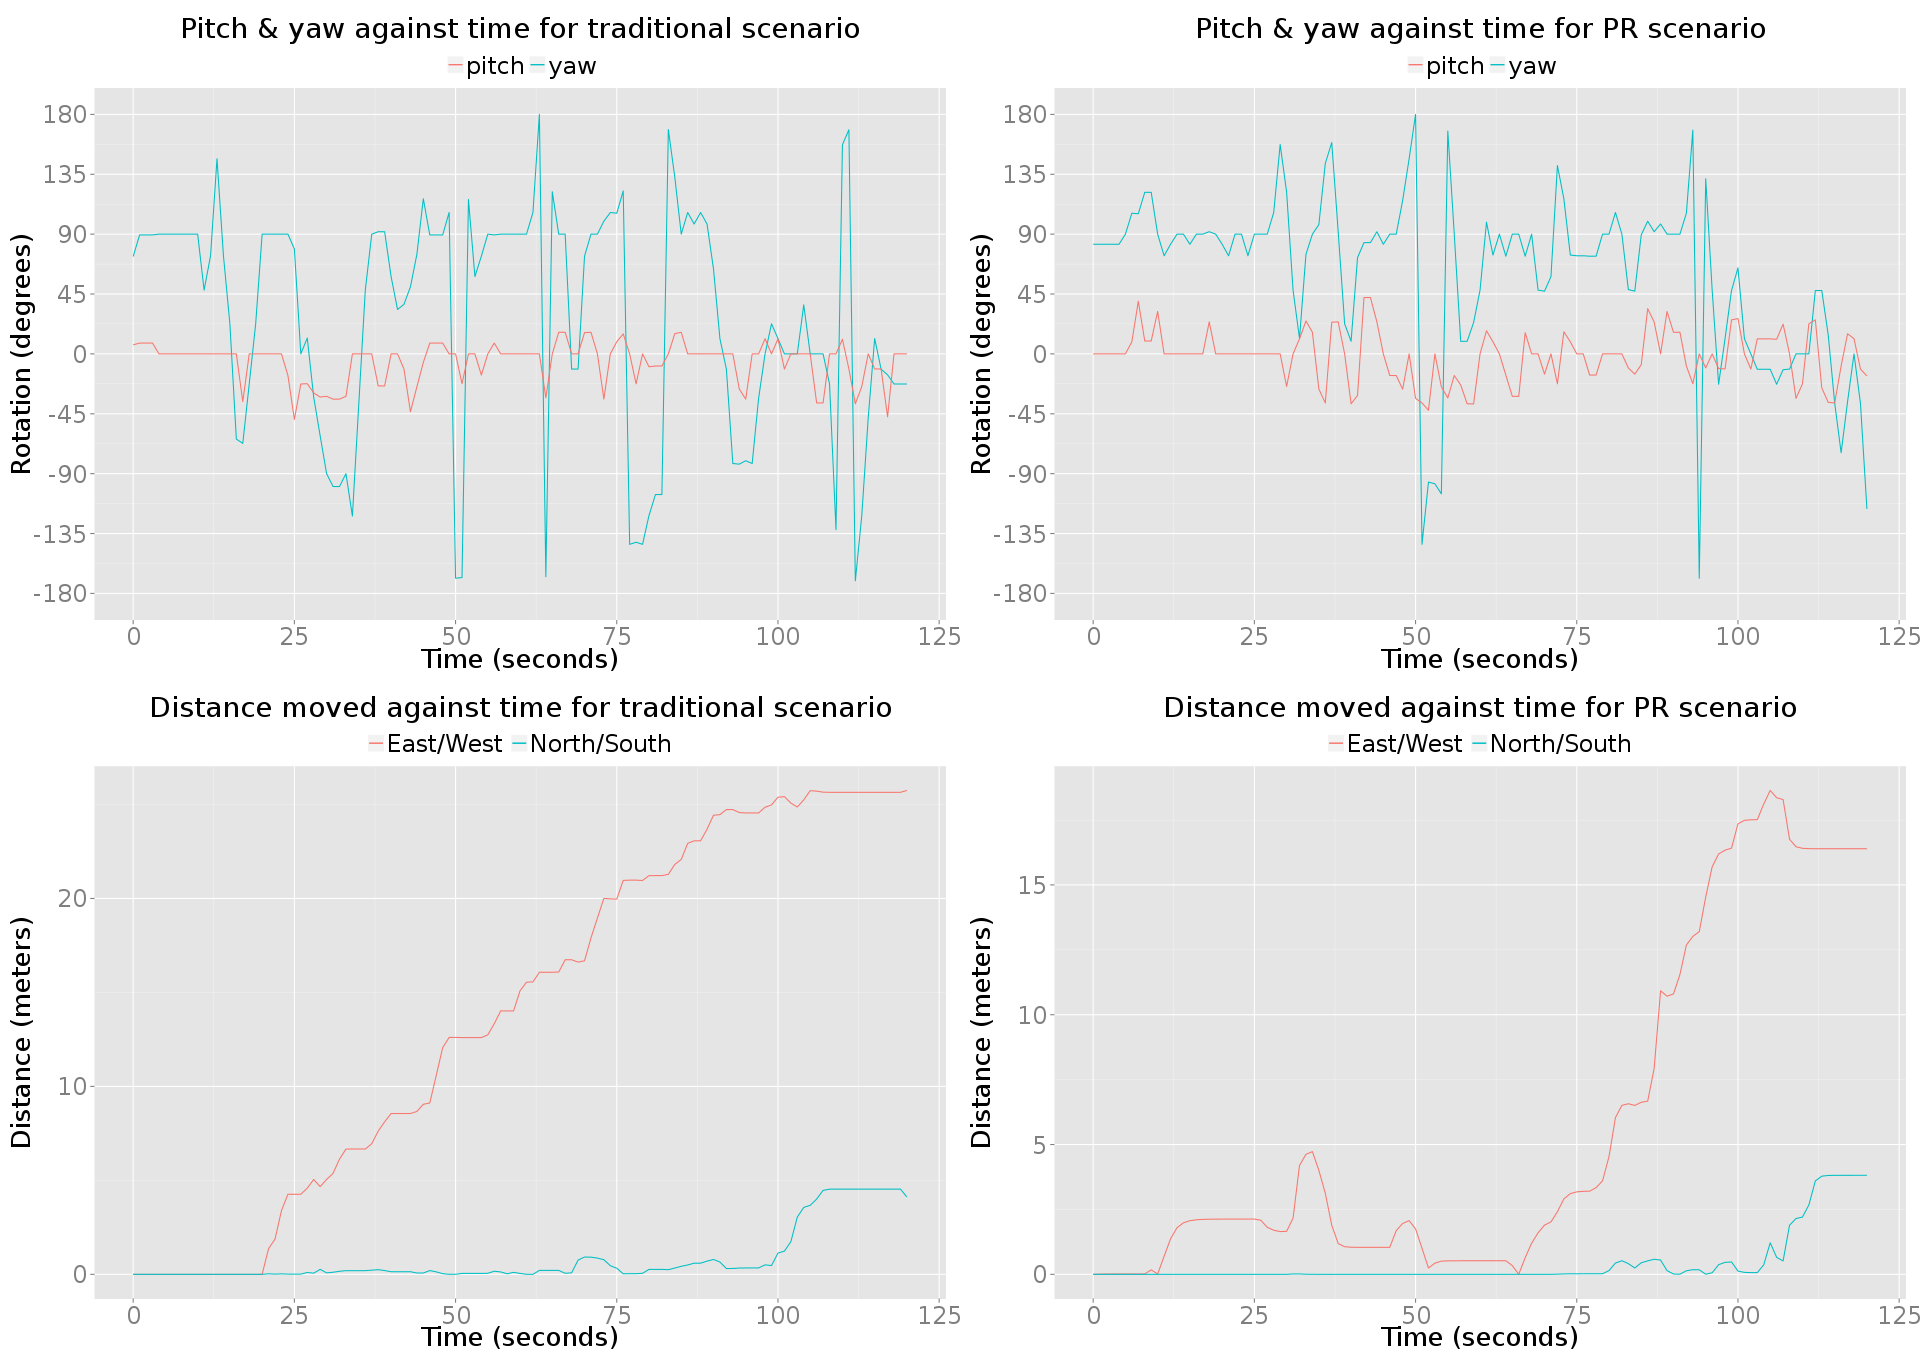 Pitch & yaw against time for traditional scenario
pitch yaw
180
135
90
45
0
-45
-90
-135
-180
Rotation (degrees)
0 25 50 75 100 125
Time (seconds)
Pitch & yaw against time for PR scenario
pitch yaw
180
135
90
45
0
-45
-90
-135
-180
Rotation (degrees)
0 25 50 75 100 125
Time (seconds)
Distance moved against time for traditional scenario
East/West North/South
20
10
0
Distance (meters)
0 25 50 75 100 125
Time (seconds)
Distance moved against time for PR scenario
East/West North/South
15
10
5
0
Distance (meters)
0 25 50 75 100 125
Time (seconds)